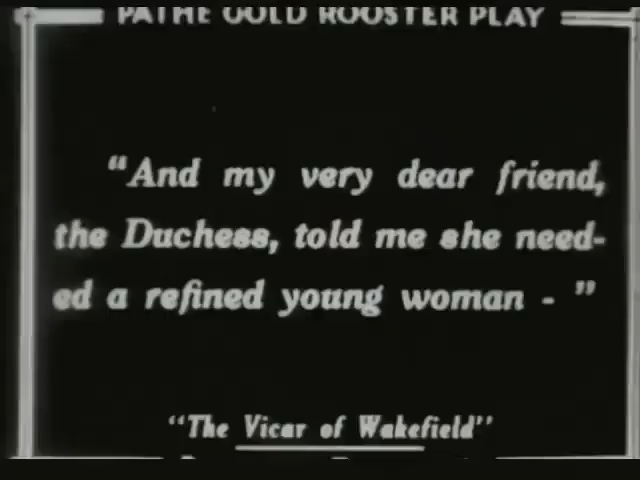 PATHE GOLD ROOSTER PLAY
"And my very dear friend,
the Duchess, told me she need-
ed a refined young woman - "
"The Vicar of Wakefield"